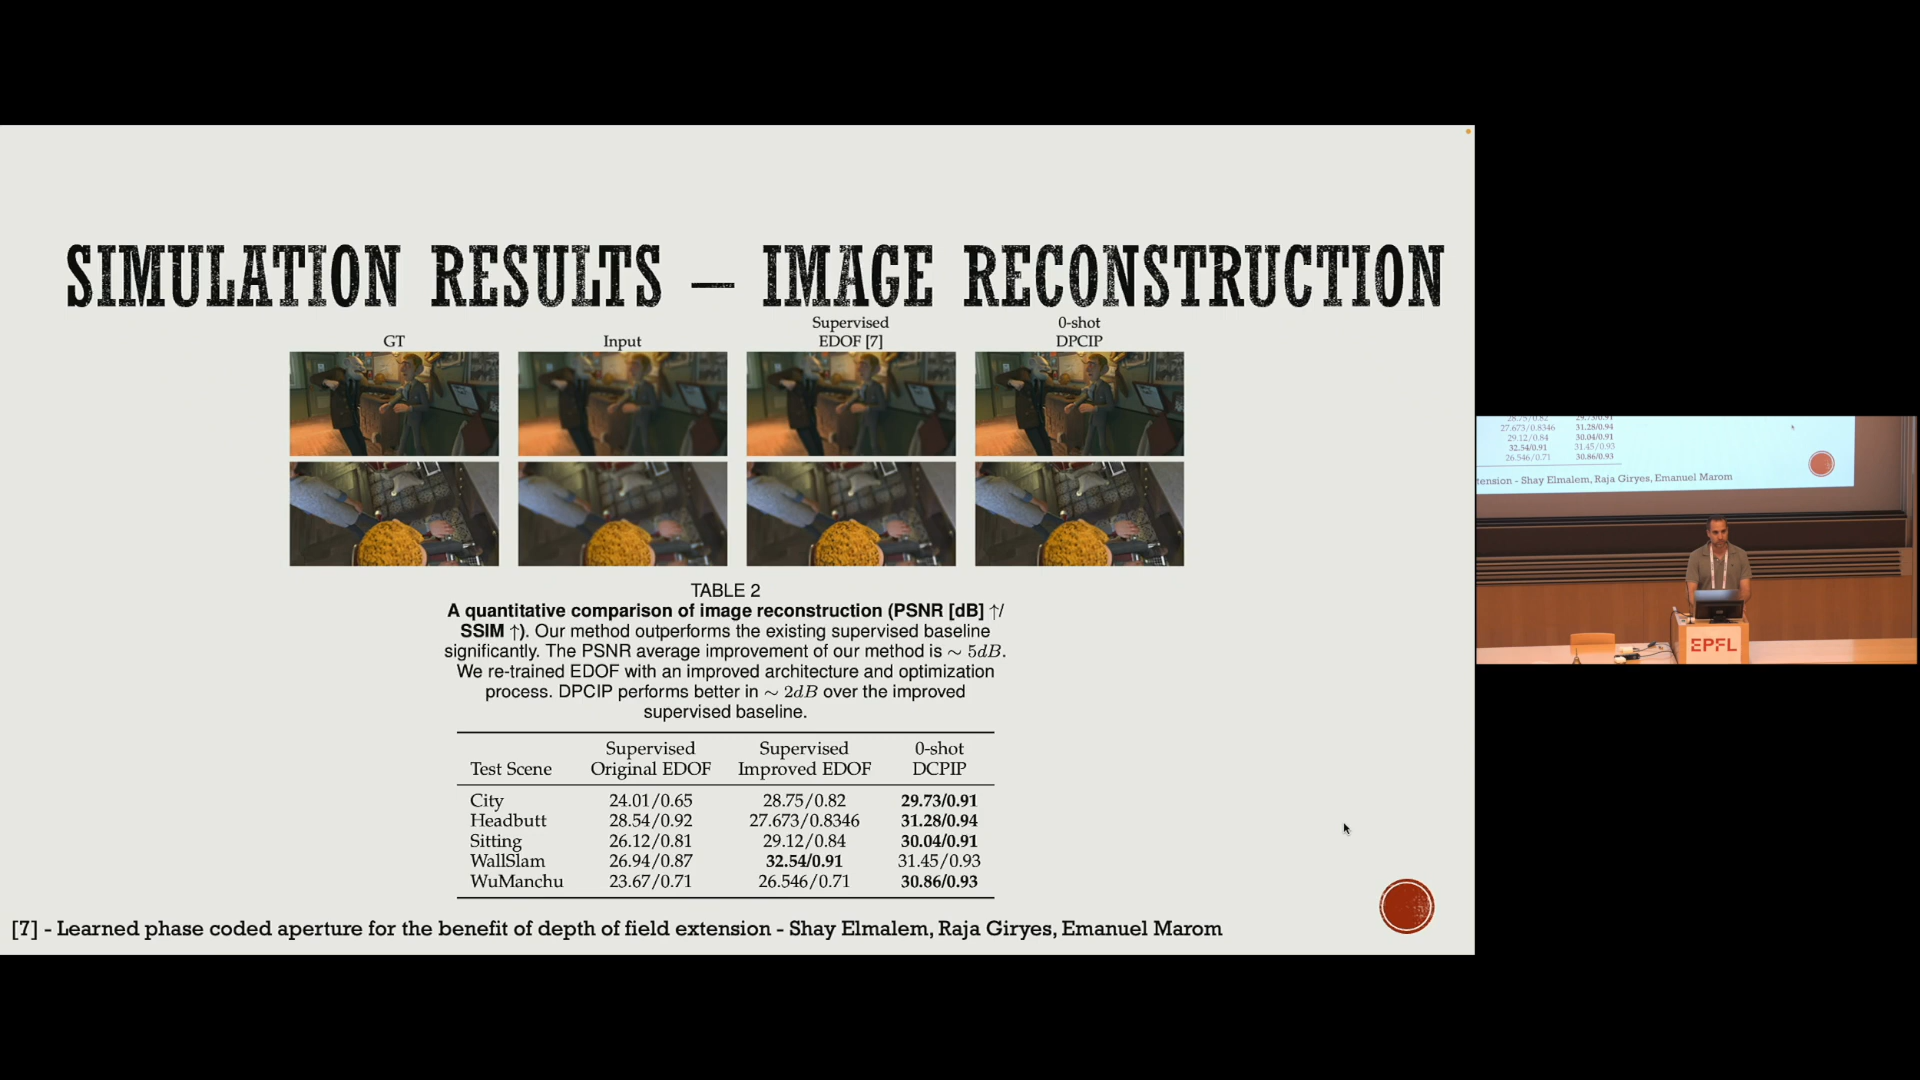 SIMULATION RESULTS – IMAGE RECONSTRUCTION
GT
Input
Supervised
EDOF [7]
0-shot
DPCIP
TABLE 2
A quantitative comparison of image reconstruction (PSNR [dB] ↑/
SSIM ↑). Our method outperforms the existing supervised baseline
significantly. The PSNR average improvement of our method is ∼ 5dB.
We re-trained EDOF with an improved architecture and optimization
process. DPCIP performs better in ∼ 2dB over the improved
supervised baseline.
Supervised Supervised 0-shot
Test Scene Original EDOF Improved EDOF DCPIP
City 24.01/0.65 28.75/0.82 29.73/0.91
Headbutt 28.54/0.92 27.673/0.8346 31.28/0.94
Sitting 26.12/0.81 29.12/0.84 30.04/0.91
WallSlam 26.94/0.87 32.54/0.91 31.45/0.93
WuManchu 23.67/0.71 26.546/0.71 30.86/0.93
[7] - Learned phase coded aperture for the benefit of depth of field extension - Shay Elmalem, Raja Giryes, Emanuel Marom
28.75/0.82 29.73/0.91
27.673/0.8346 31.28/0.94
29.12/0.84 30.04/0.91
32.54/0.91 31.45/0.93
26.546/0.71 30.86/0.93
tension - Shay Elmalem, Raja Giryes, Emanuel Marom
EPFL